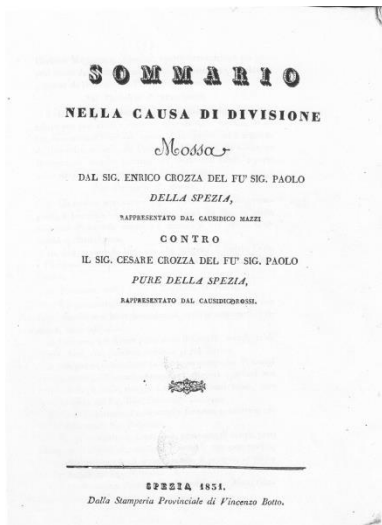 SOMMARIO
NELLA CAUSA DI DIVISIONE
Mossa
DAL SIG. ENRICO CROZZA DEL FU' SIG. PAOLO
DELLA SPEZIA,
RAPPRESENTATO DAL CAUSIDICO MAZZI
CONTRO
IL SIG. CESARE CROZZA DEL FU' SIG. PAOLO
PURE DELLA SPEZIA,
RAPPRESENTATO DAL CAUSIDICO ROSSI.
SPEZIA 1851.
Dalla Stamperia Provinciale di Vincenzo Botto.